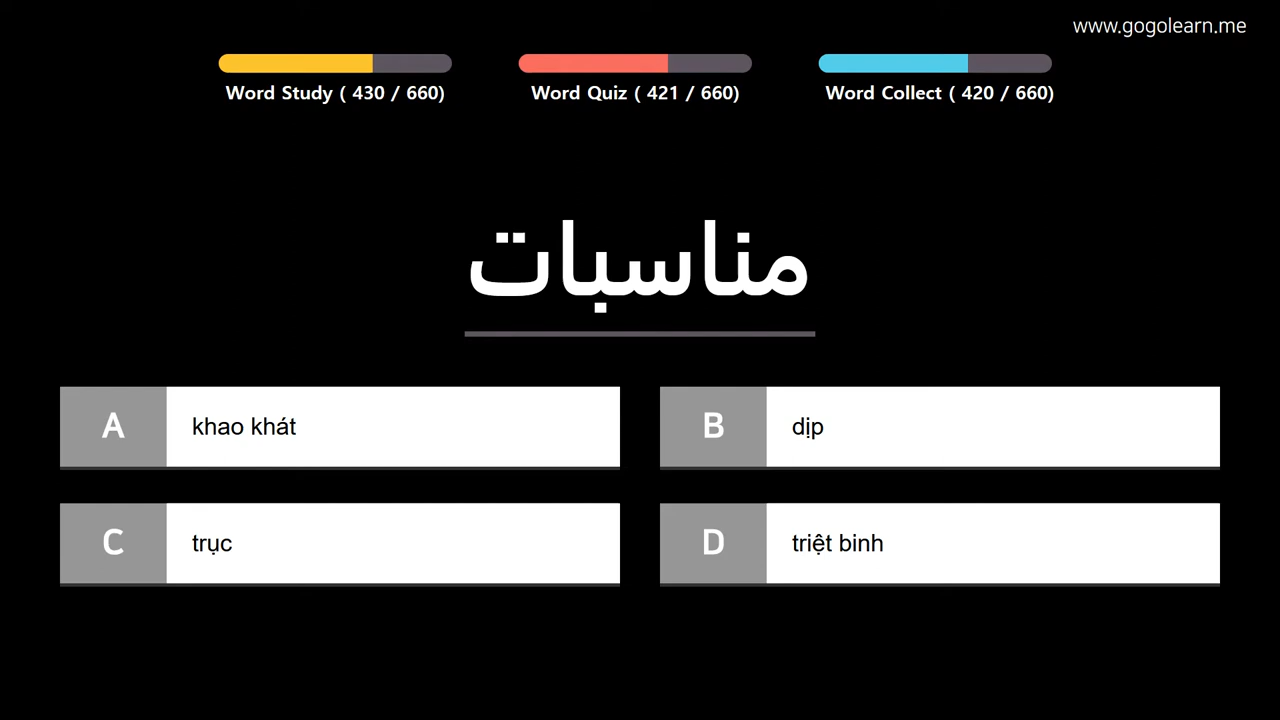 www.gogolearn.me
Word Study ( 430 / 660)
Word Quiz ( 421 / 660)
Word Collect ( 420 / 660)
مناسبات
A khao khát
B dịp
C trục
D triệt binh